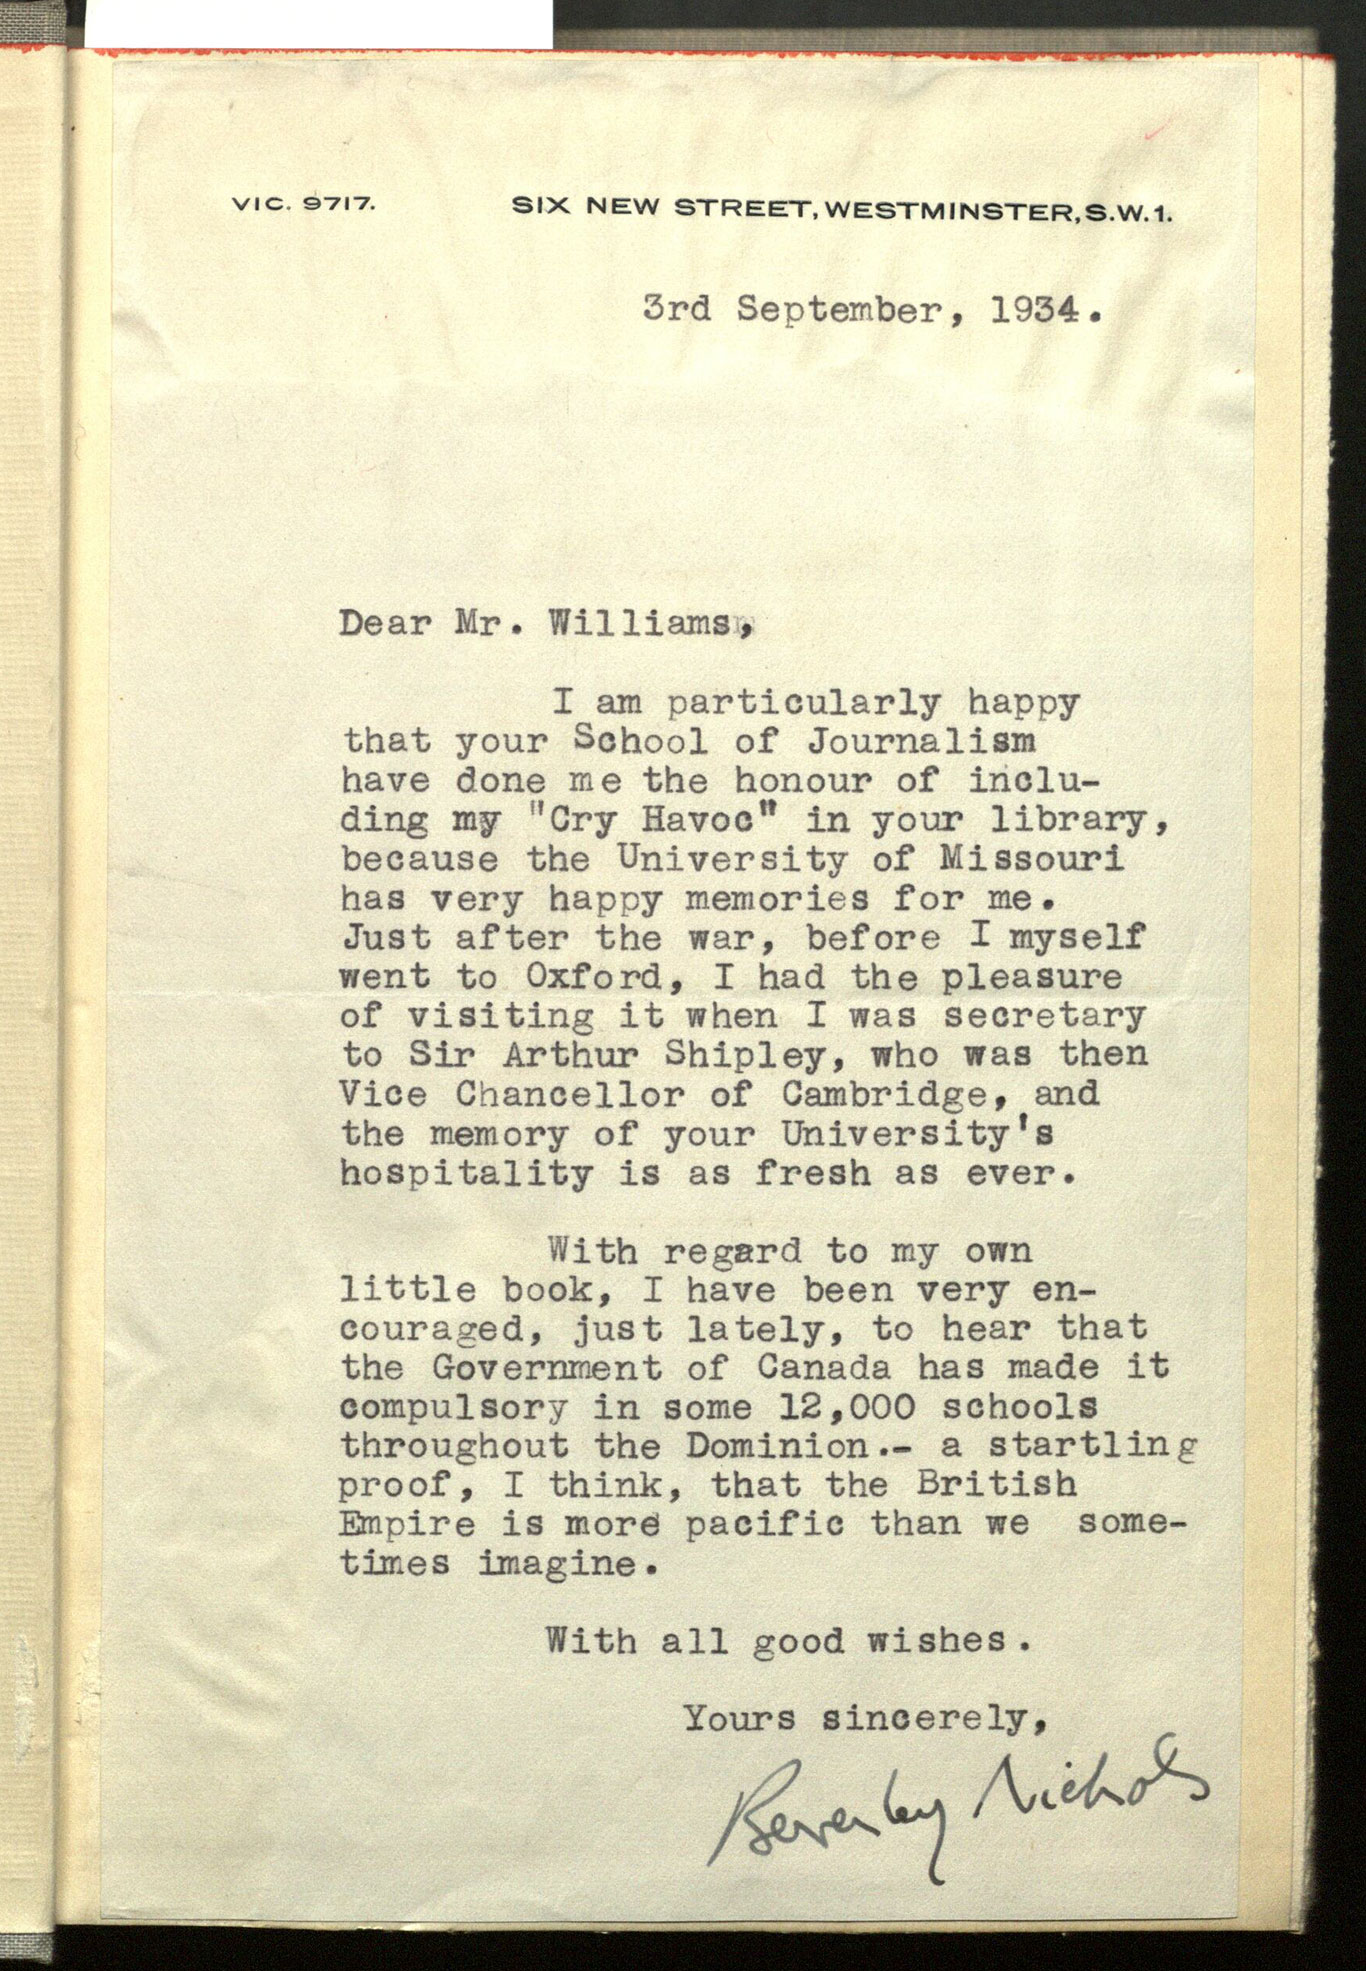 VIC. 9717. SIX NEW STREET, WESTMINSTER, S.W.1.
3rd September, 1934.
Dear Mr. Williams,
I am particularly happy
that your School of Journalism
have done me the honour of inclu-
ding my "Cry Havoc" in your library,
because the University of Missouri
has very happy memories for me.
Just after the war, before I myself
went to Oxford, I had the pleasure
of visiting it when I was secretary
to Sir Arthur Shipley, who was then
Vice Chancellor of Cambridge, and
the memory of your University's
hospitality is as fresh as ever.
With regard to my own
little book, I have been very en-
couraged, just lately, to hear that
the Government of Canada has made it
compulsory in some 12,000 schools
throughout the Dominion.- a startling
proof, I think, that the British
Empire is more pacific than we some-
times imagine.
With all good wishes.
Yours sincerely,
Beverley Nichols